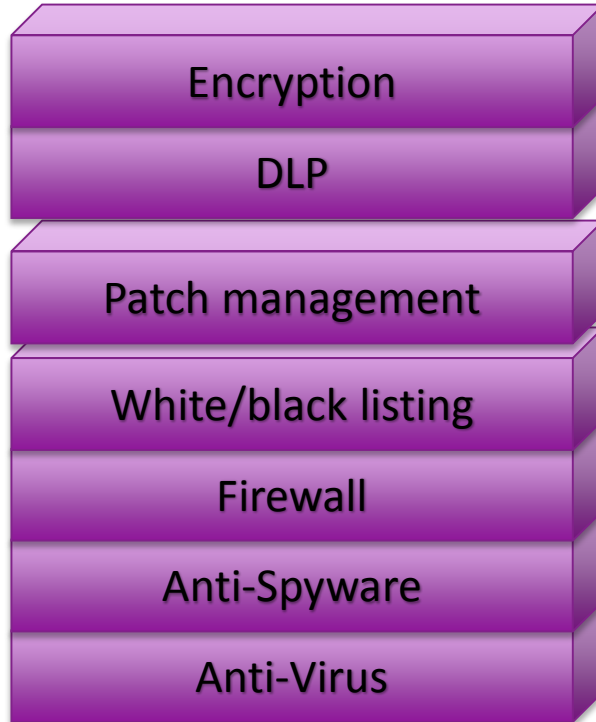 Encryption
DLP
Patch management
White/black listing
Firewall
Anti-Spyware
Anti-Virus